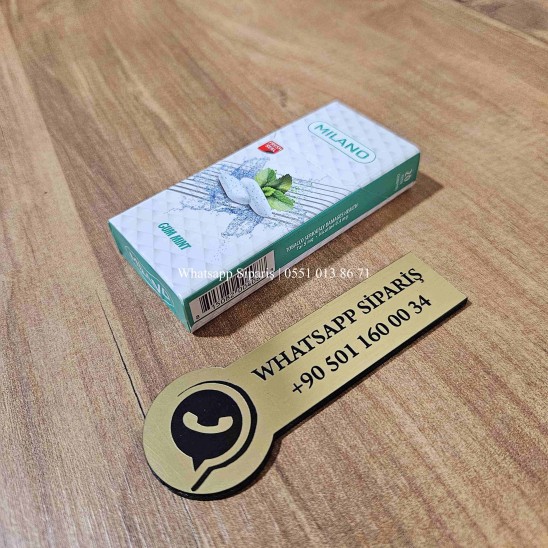 MILANO
GUM MINT
Whatsapp Sipariş | 0551 013 86 71
WHATSAPP SİPARİŞ
+90 501 160 00 34